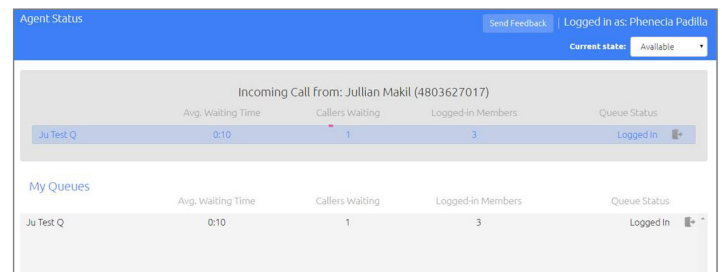 Agent Status Send Feedback | Logged in as: Phenecia Padilla
Current state: Available
Incoming Call from: Jullian Makil (4803627017)
Avg. Waiting Time Callers Waiting Logged-in Members Queue Status
Ju Test Q 0:10 1 3 Logged In
My Queues
Avg. Waiting Time Callers Waiting Logged-in Members Queue Status
Ju Test Q 0:10 1 3 Logged In